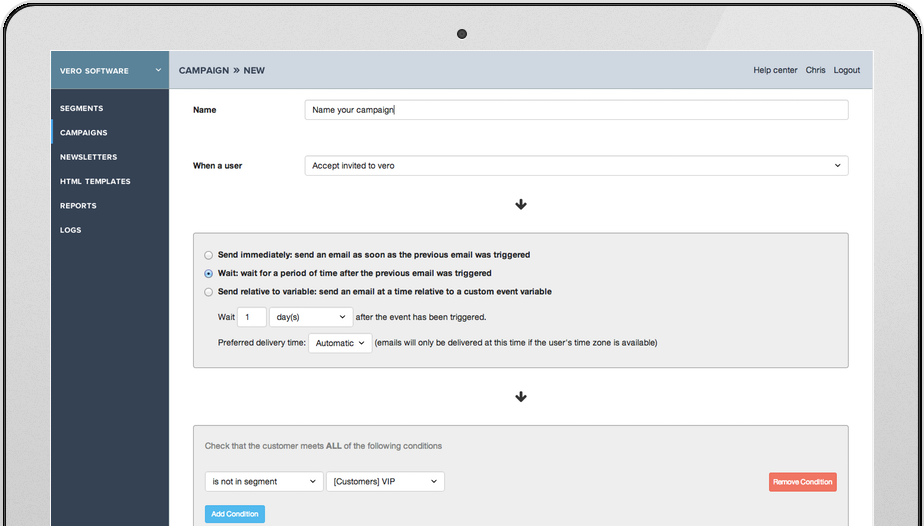 VERO SOFTWARE
CAMPAIGN » NEW
Help center Chris Logout
SEGMENTS
CAMPAIGNS
NEWSLETTERS
HTML TEMPLATES
REPORTS
LOGS
Name
Name your campaign
When a user
Accept invited to vero
Send immediately: send an email as soon as the previous email was triggered
Wait: wait for a period of time after the previous email was triggered
Send relative to variable: send an email at a time relative to a custom event variable
Wait 1 day(s) after the event has been triggered.
Preferred delivery time: Automatic (emails will only be delivered at this time if the user's time zone is available)
Check that the customer meets ALL of the following conditions
is not in segment [Customers] VIP Remove Condition
Add Condition